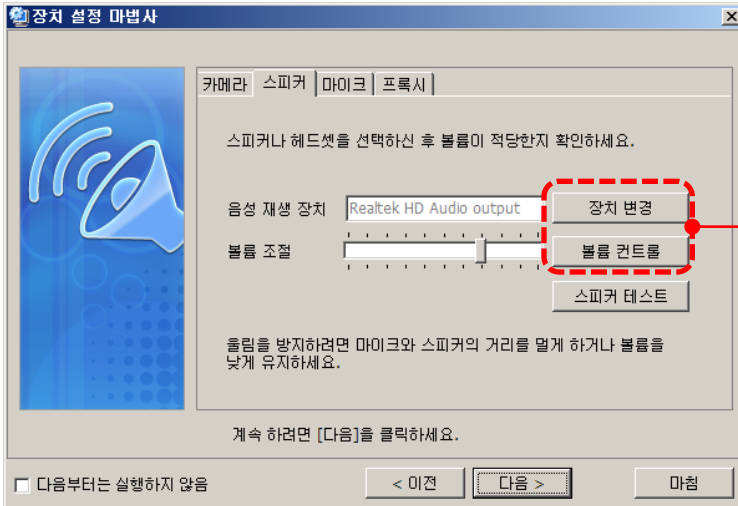 장치 설정 마법사
카메라 스피커 마이크 프록시
스피커나 헤드셋을 선택하신 후 볼륨이 적당한지 확인하세요.
음성 재생 장치 Realtek HD Audio output 장치 변경
볼륨 조절 볼륨 컨트롤
스피커 테스트
울림을 방지하려면 마이크와 스피커의 거리를 멀게 하거나 볼륨을
낮게 유지하세요.
계속 하려면 [다음]을 클릭하세요.
다음부터는 실행하지 않음 < 이전 다음 > 마침